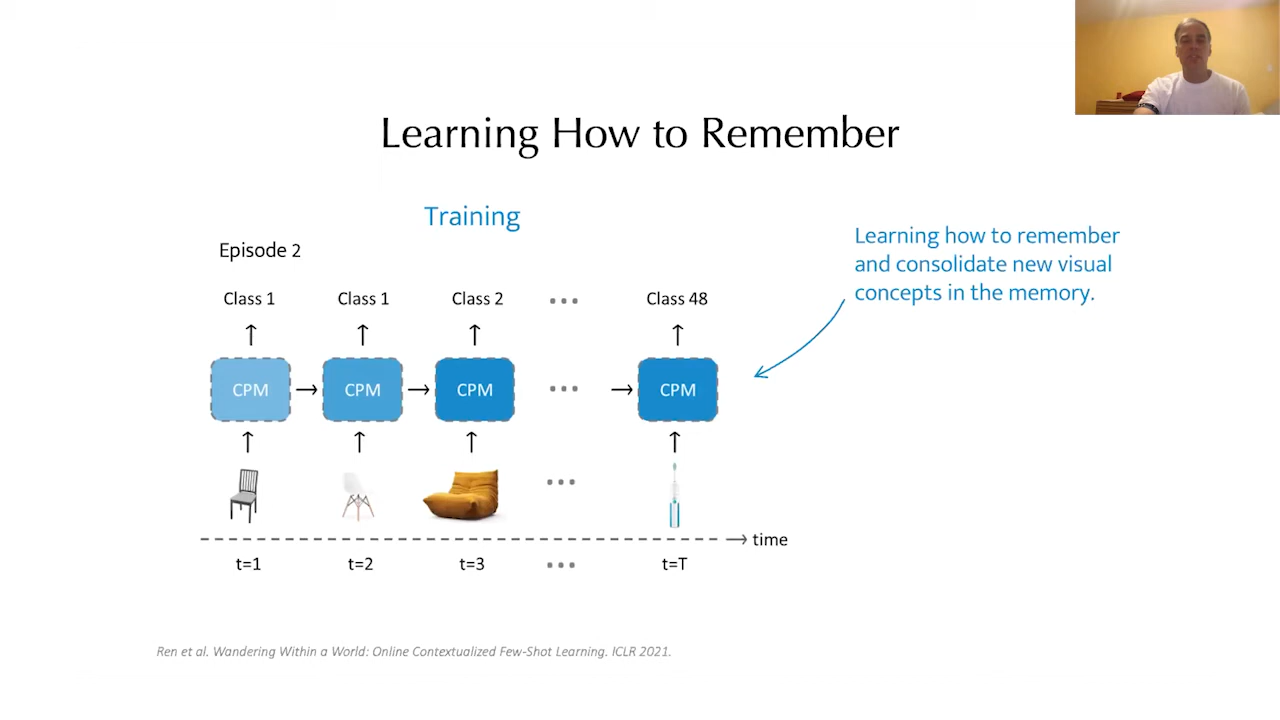 Learning How to Remember
Training
Learning how to remember
and consolidate new visual
concepts in the memory.
Episode 2
Class 1 Class 1 Class 2 ••• Class 48
↑ ↑ ↑ ↑
CPM → CPM → CPM ••• → CPM
↑ ↑ ↑ ↑
•••
time
t=1 t=2 t=3 ••• t=T
Ren et al. Wandering Within a World: Online Contextualized Few-Shot Learning. ICLR 2021.